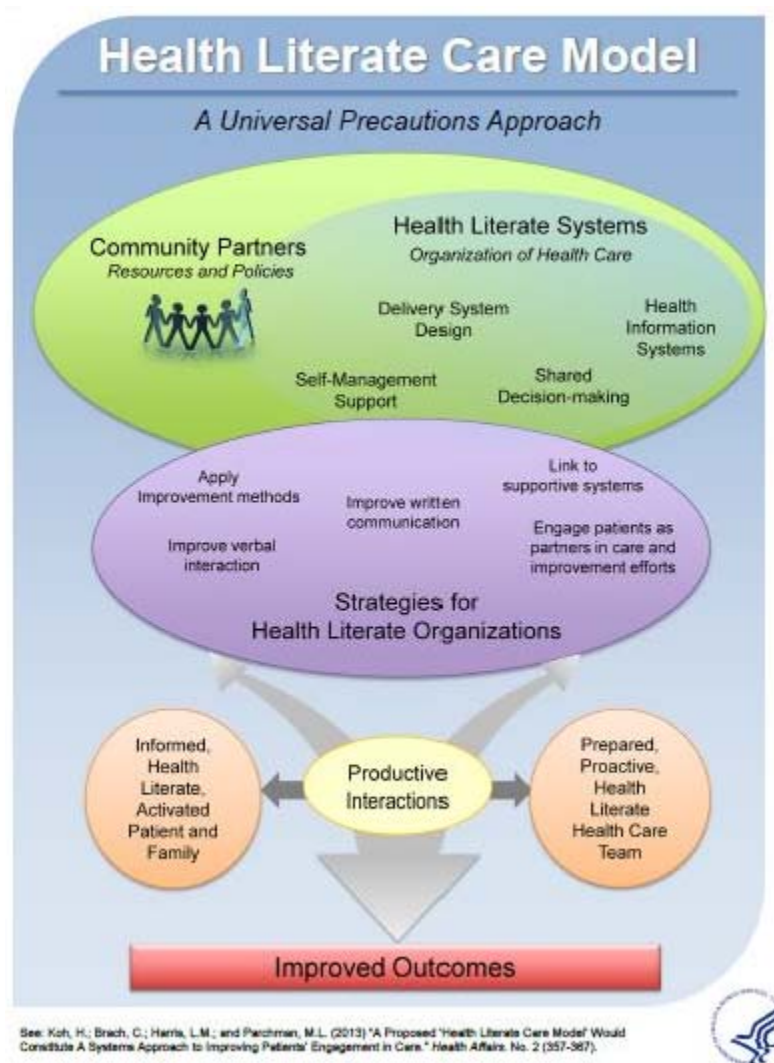 Health Literate Care Model
A Universal Precautions Approach
Community Partners
Resources and Policies
Health Literate Systems
Organization of Health Care
Delivery System
Design
Health
Information
Systems
Self-Management
Support
Shared
Decision-making
Apply
Improvement methods
Improve written
communication
Link to
supportive systems
Improve verbal
interaction
Engage patients as
partners in care and
improvement efforts
Strategies for
Health Literate Organizations
Informed,
Health
Literate,
Activated
Patient and
Family
Productive
Interactions
Prepared,
Proactive,
Health
Literate
Health Care
Team
Improved Outcomes
See: Koh, H.; Brach, C.; Harris, L.M.; and Parchman, M.L. (2013) "A Proposed 'Health Literate Care Model' Would
Constitute A Systems Approach to Improving Patients' Engagement in Care." Health Affairs. No. 2 (357-367).